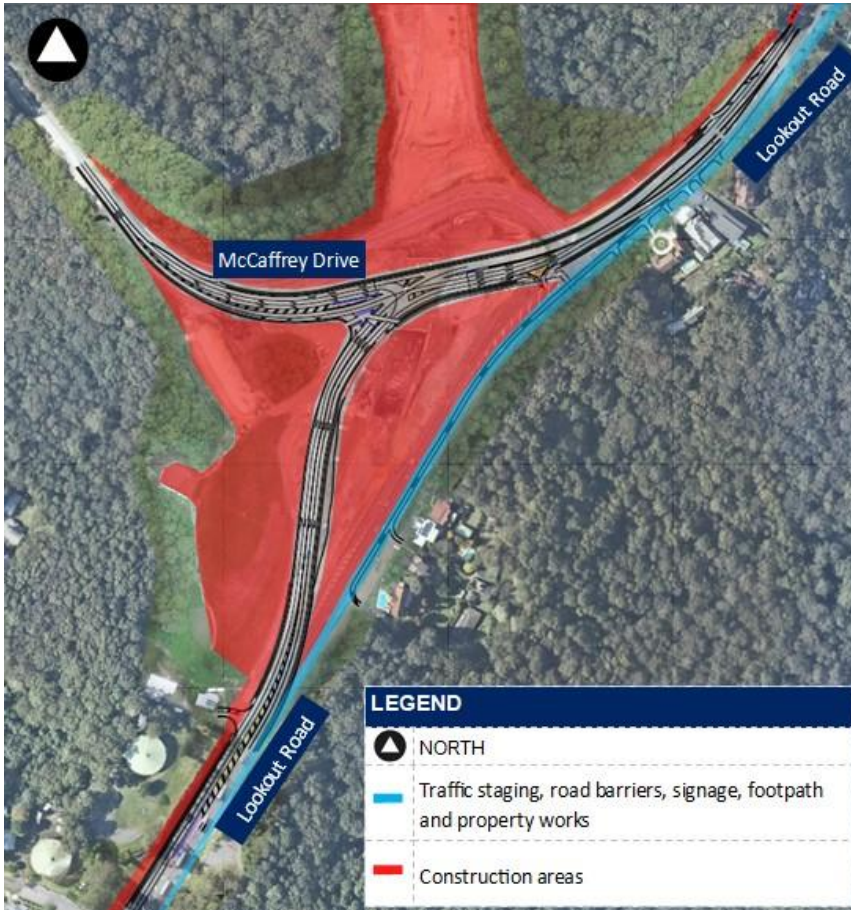 Lookout Road
McCaffrey Drive
Lookout Road
LEGEND
NORTH
Traffic staging, road barriers, signage, footpath
and property works
Construction areas